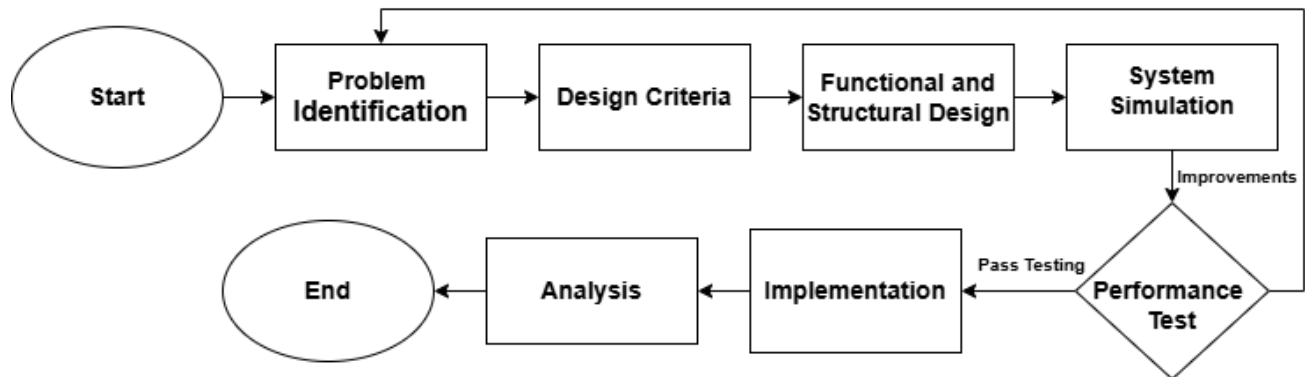 Start
Problem
Identification
Design Criteria
Functional and
Structural Design
System
Simulation
Improvements
Performance
Test
Pass Testing
Implementation
Analysis
End